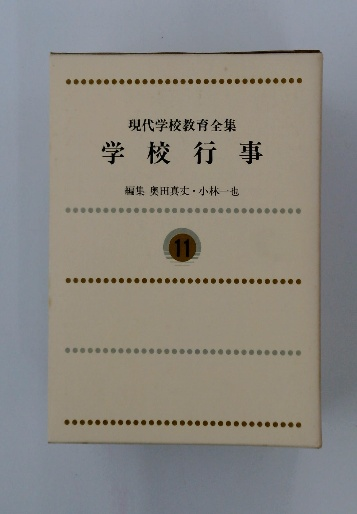 現代学校教育全集
学校行事
編集 奥田真丈・小林一也
11